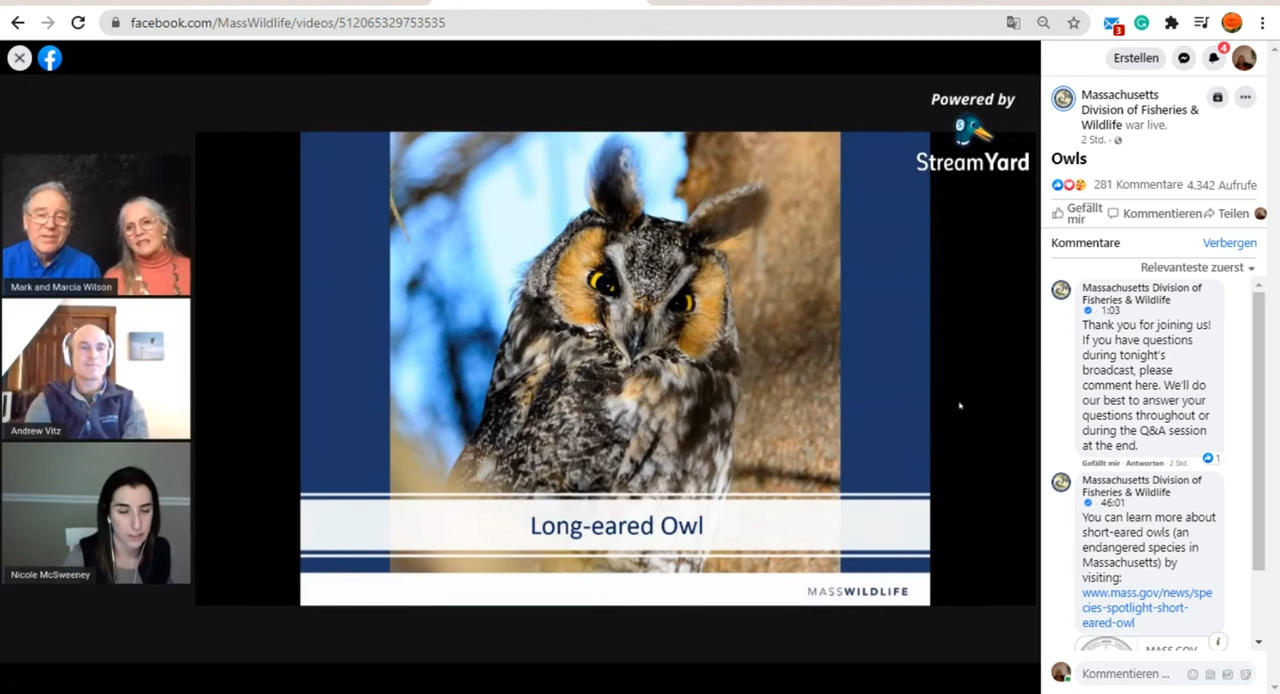 facebook.com/MassWildlife/videos/512065329753535
3
Powered by
StreamYard
Mark and Marcia Wilson
Andrew Vitz
Nicole McSweeney
Long-eared Owl
MASSWILDLIFE
Erstellen
4
Massachusetts
Division of Fisheries &
Wildlife war live.
2 Std. ·
Owls
281 Kommentare 4.342 Aufrufe
Gefällt
mir
Kommentieren
Teilen
Kommentare
Verbergen
Relevanteste zuerst
Massachusetts Division of
Fisheries & Wildlife
· 1:03
Thank you for joining us!
If you have questions
during tonight's
broadcast, please
comment here. We'll do
our best to answer your
questions throughout or
during the Q&A session
at the end.
1
Gefällt mir · Antworten · 2 Std.
Massachusetts Division of
Fisheries & Wildlife
· 46:01
You can learn more about
short-eared owls (an
endangered species in
Massachusetts) by
visiting:
www.mass.gov/news/spe
cies-spotlight-short-
eared-owl
MASS.GOV
i
Kommentieren ...